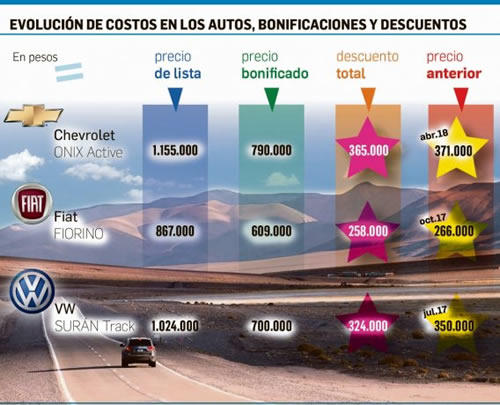 EVOLUCIÓN DE COSTOS EN LOS AUTOS, BONIFICACIONES Y DESCUENTOS
En pesos
precio de lista
precio bonificado
descuento total
precio anterior
Chevrolet
ONIX Active
1.155.000
790.000
365.000
abr.18
371.000
FIAT
Fiat
FIORINO
867.000
609.000
258.000
oct.17
266.000
VW
SURÁN Track
1.024.000
700.000
324.000
jul.17
350.000